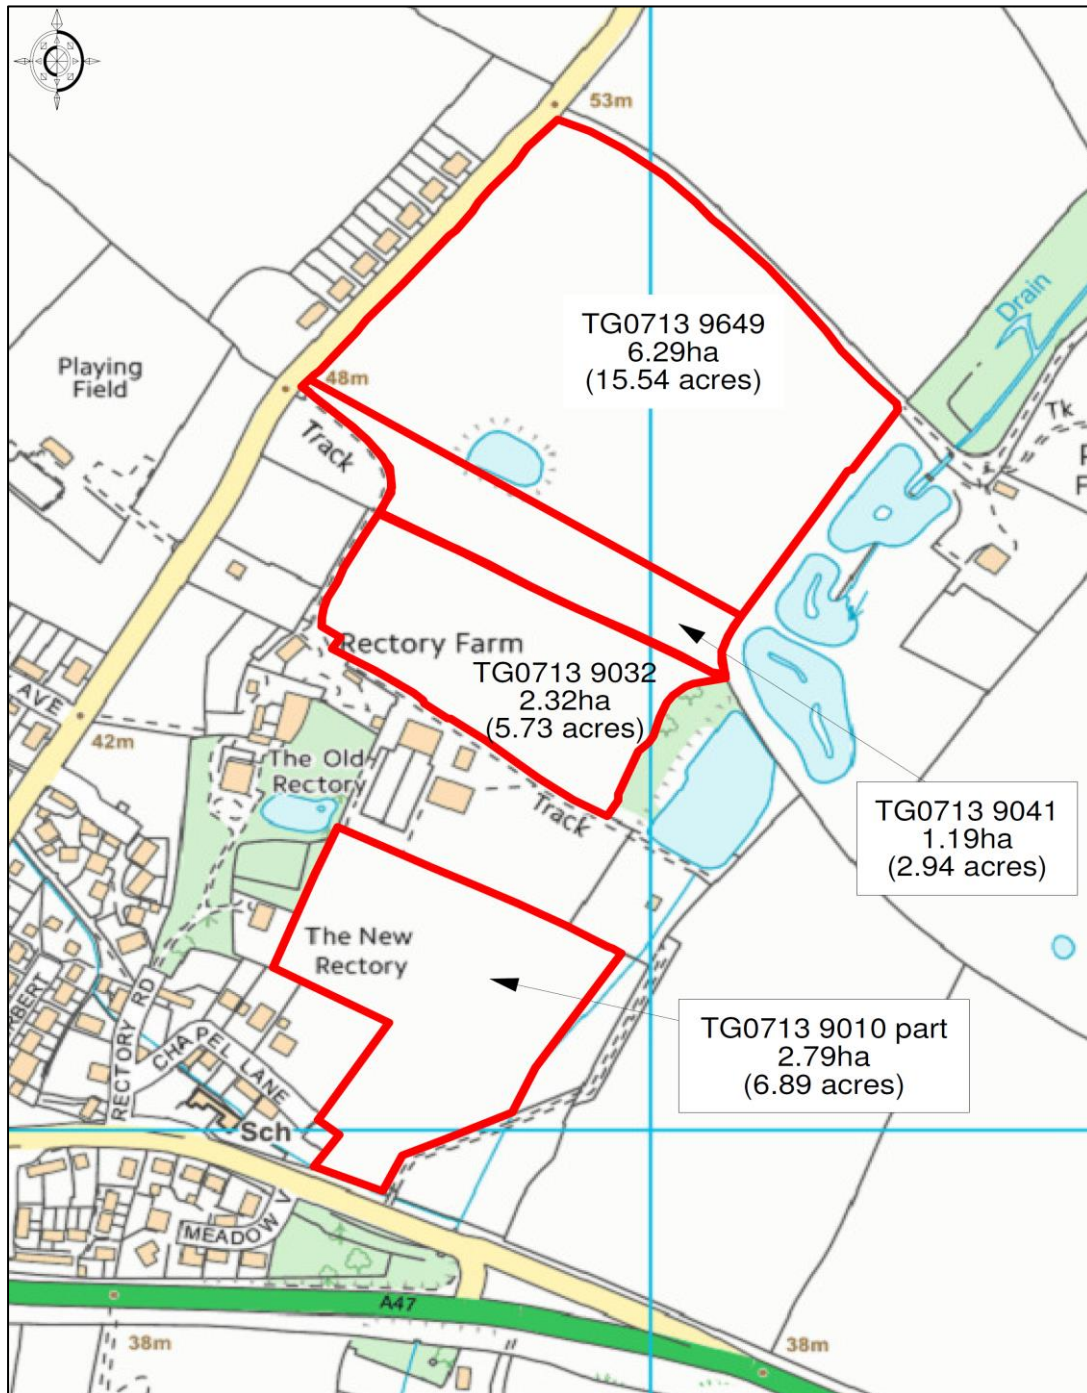 53m
Drain
TG0713 9649
6.29ha
(15.54 acres)
Playing
Field
48m
Tk
Track
Rectory Farm
TG0713 9032
2.32ha
(5.73 acres)
AVE
42m
The Old
Rectory
Track
TG0713 9041
1.19ha
(2.94 acres)
The New
Rectory
RECTORY RD
CHAPEL LANE
TG0713 9010 part
2.79ha
(6.89 acres)
Sch
MEADOW V
A47
38m
38m